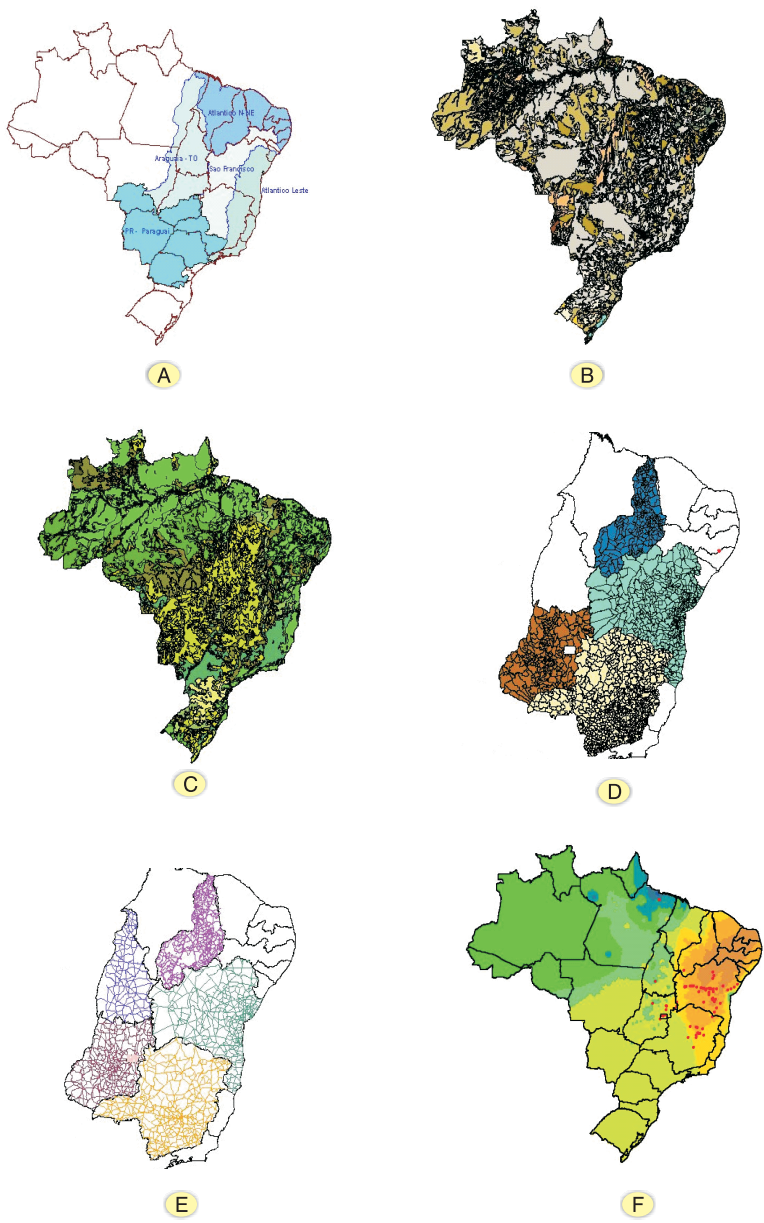 Atlantico N-NE
Araguaia - TO
Sao Francisco
Atlantico Leste
PR - Paraguai
A
B
C
D
E
F